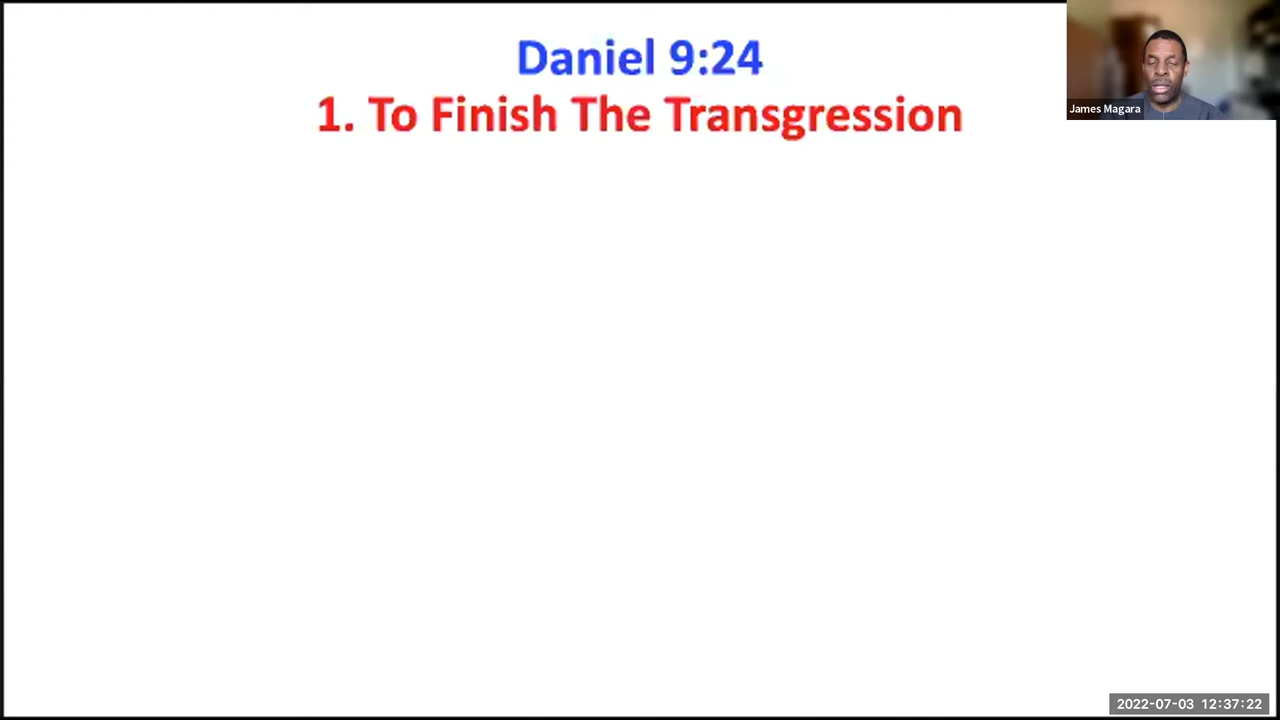 Daniel 9:24
1. To Finish The Transgression
James Magara
2022-07-03 12:37:22